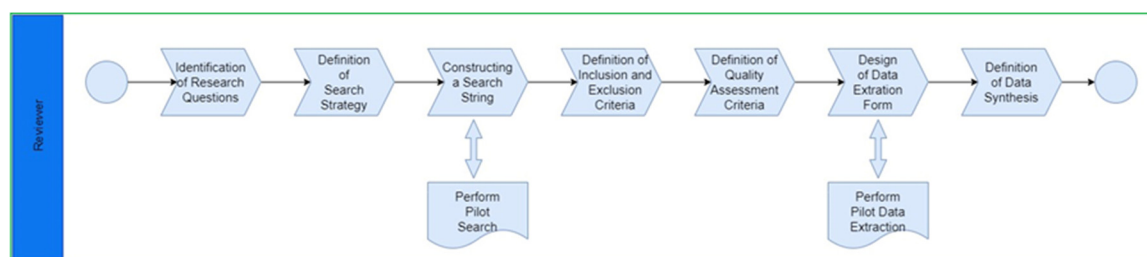 Reviewer
Identification
of Research
Questions
Definition
of
Search
Strategy
Constructing
a Search
String
Definition of
Inclusion and
Exclusion
Criteria
Definition of
Quality
Assessment
Criteria
Design
of Data
Extration
Form
Definition
of Data
Synthesis
Perform
Pilot
Search
Perform
Pilot Data
Extraction